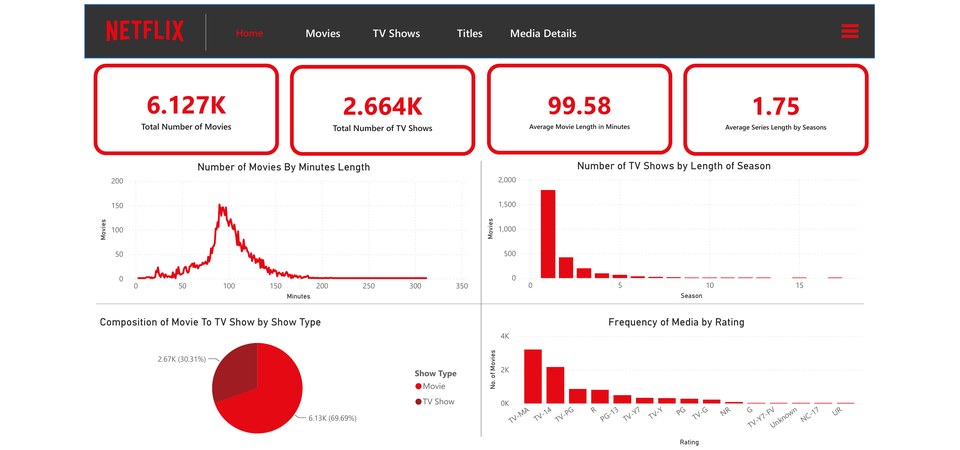 NETFLIX
Home Movies TV Shows Titles Media Details
6.127K
Total Number of Movies
2.664K
Total Number of TV Shows
99.58
Average Movie Length in Minutes
1.75
Average Series Length by Seasons
Number of Movies By Minutes Length
Movies
200
150
100
50
0
0 50 100 150 200 250 300 350
Minutes
Number of TV Shows by Length of Season
Movies
2,000
1,500
1,000
500
0
0 5 10 15
Season
Composition of Movie To TV Show by Show Type
2.67K (30.31%)
6.13K (69.69%)
Show Type
Movie
TV Show
Frequency of Media by Rating
No. of Movies
4K
2K
0K
TV-MA TV-14 TV-PG R PG-13 TV-Y7 TV-Y PG TV-G NR G TV-Y7-FV Unknown NC-17 UR
Rating